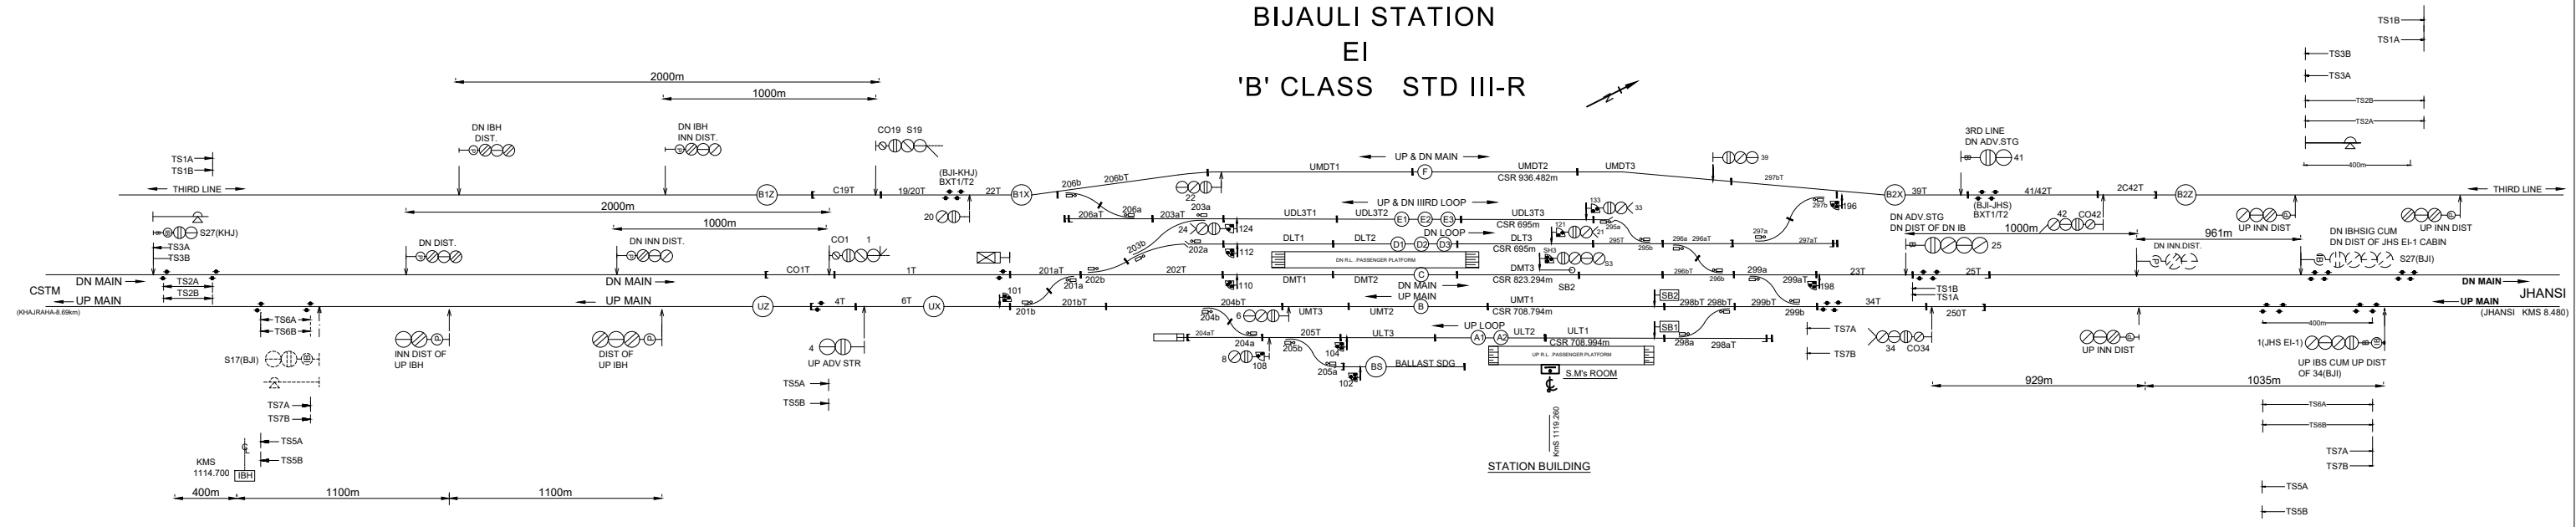 BIJAULI STATION
EI
'B' CLASS STD III-R
N
TS1B
TS1A
TS3B
TS3A
TS2B
TS2A
400m
2000m
1000m
DN IBH
DIST.
DN IBH
INN DIST.
CO19 S19
TS1A
TS1B
THIRD LINE
B1Z
C19T
19/20T
(BJI-KHJ)
BXT1/T2
22T
20
B1X
206b
206bT
22
UMDT1
UP & DN MAIN
F
UMDT2
CSR 936.482m
UMDT3
39
297bT
3RD LINE
DN ADV.STG
41
B2X
39T
(BJI-JHS)
BXT1/T2
41/42T
2C42T
B2Z
THIRD LINE
42 CO42
UP INN DIST
UP INN DIST
2000m
1000m
S27(KHJ)
TS3A
TS3B
DN DIST.
DN INN DIST.
CO1 1
206aT
206a
203aT
203a
24
124
UDL3T1
UP & DN IIIRD LOOP
UDL3T2
E1 E2 E3
UDL3T3
CSR 695m
133
33
295a
297b
196
203b
202a
112
DLT1
DLT2
DN LOOP
D1 D2 D3
DLT3
CSR 695m
121
21
295T
295b
296a 296aT
297a
297aT
DN R.L .PASSENGER PLATFORM
SH3
S3
DN ADV.STG
DN DIST OF DN IB
25
1000m
961m
DN INN.DIST.
DN IBHSIG CUM
DN DIST OF JHS EI-1 CABIN
S27(BJI)
CSTM
DN MAIN
TS2A
TS2B
DN MAIN
CO1T
1T
101
201aT
201a
202b
202T
110
DMT1
DMT2
C
DN MAIN
DMT3
CSR 823.294m
SB2
296bT
296b
299a
299aT
198
23T
25T
TS1B
TS1A
DN MAIN
JHANSI
UP MAIN
(KHAJRAHA-8.69km)
UP MAIN
UZ
4T
6T
UX
201b
201bT
204b
204bT
6
UMT3
UMT2
UP MAIN
B
UMT1
CSR 708.794m
SB2
298bT
298bT
299bT
299b
34T
250T
UP MAIN
(JHANSI KMS 8.480)
TS6A
TS6B
INN DIST OF
UP IBH
DIST OF
UP IBH
4
UP ADV STR
204aT
204a
8
108
205T
205b
104
102
205a
BS
BALLAST SDG
ULT3
UP LOOP
A1 A2
ULT2
ULT1
CSR 708.994m
SB1
298a
298aT
UP R.L .PASSENGER PLATFORM
S.M's ROOM
TS7A
TS7B
34 CO34
UP INN DIST
400m
1(JHS EI-1)
UP IBS CUM UP DIST
OF 34(BJI)
S17(BJI)
TS5A
TS5B
TS7A
TS7B
TS5A
TS5B
KMS
1114.700
IBH
400m
1100m
1100m
KmS 1119.260
STATION BUILDING
929m
1035m
TS6A
TS6B
TS7A
TS7B
TS5A
TS5B